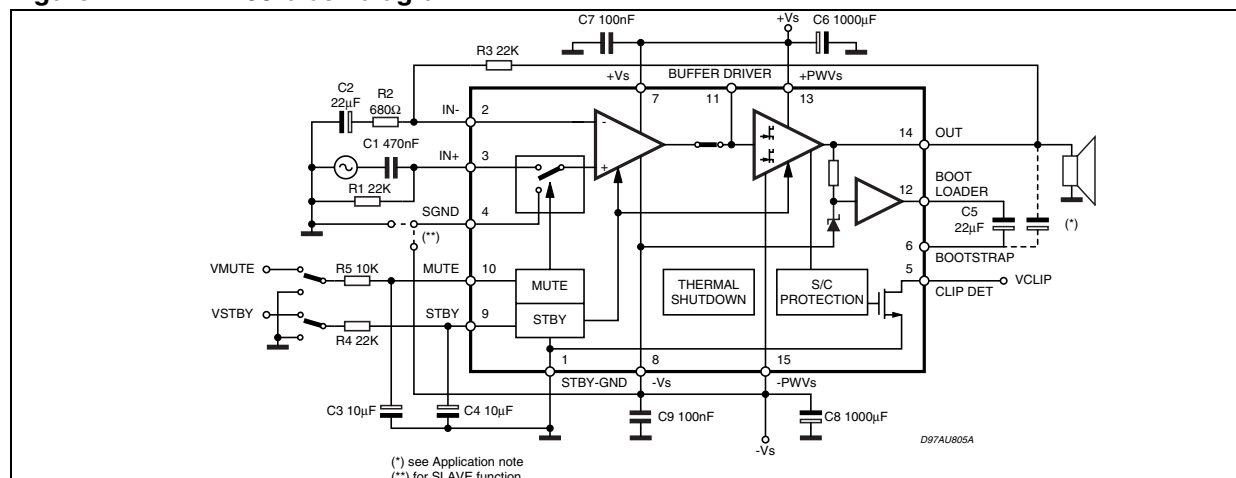 C7 100nF
+Vs
C6 1000μF
R3 22K
+Vs
BUFFER DRIVER
+PWVs
C2
22μF
R2
680Ω
IN-
2
7
11
13
-
14
OUT
C1 470nF
IN+
3
+
R1 22K
SGND
4
(**)
12
BOOT
LOADER
C5
22μF
(*)
6
BOOTSTRAP
VMUTE
R5 10K
MUTE
10
MUTE
THERMAL
SHUTDOWN
S/C
PROTECTION
5
CLIP DET
VCLIP
VSTBY
R4 22K
STBY
9
STBY
1
8
15
STBY-GND
-Vs
-PWVs
C3 10μF
C4 10μF
C9 100nF
C8 1000μF
-Vs
D97AU805A
(*) see Application note
(**) for SLAVE function